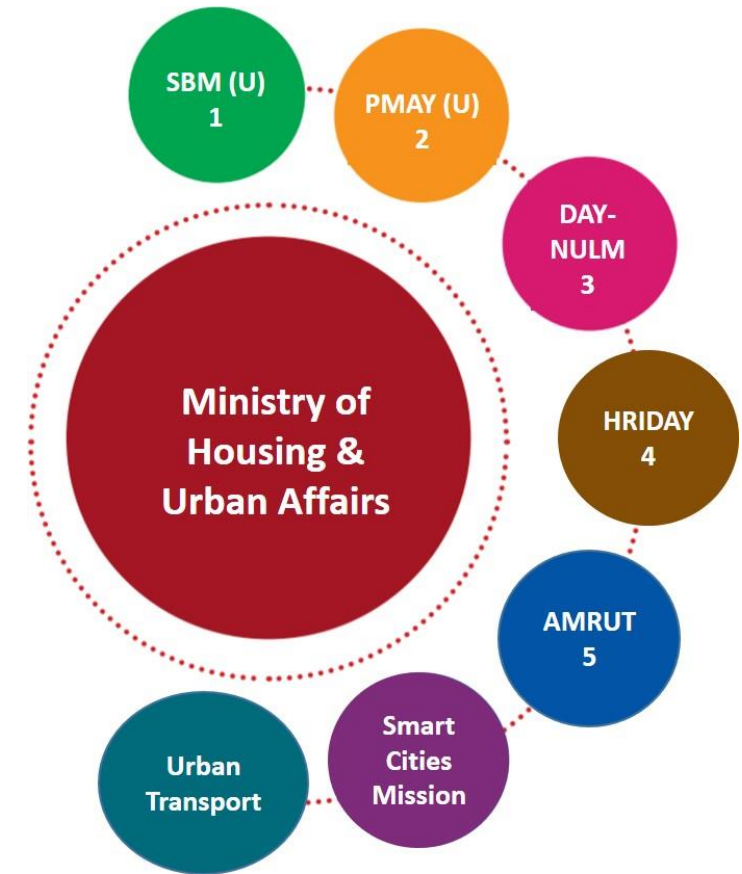 SBM (U)
1
PMAY (U)
2
DAY-
NULM
3
HRIDAY
4
AMRUT
5
Smart
Cities
Mission
Urban
Transport
Ministry of
Housing &
Urban Affairs